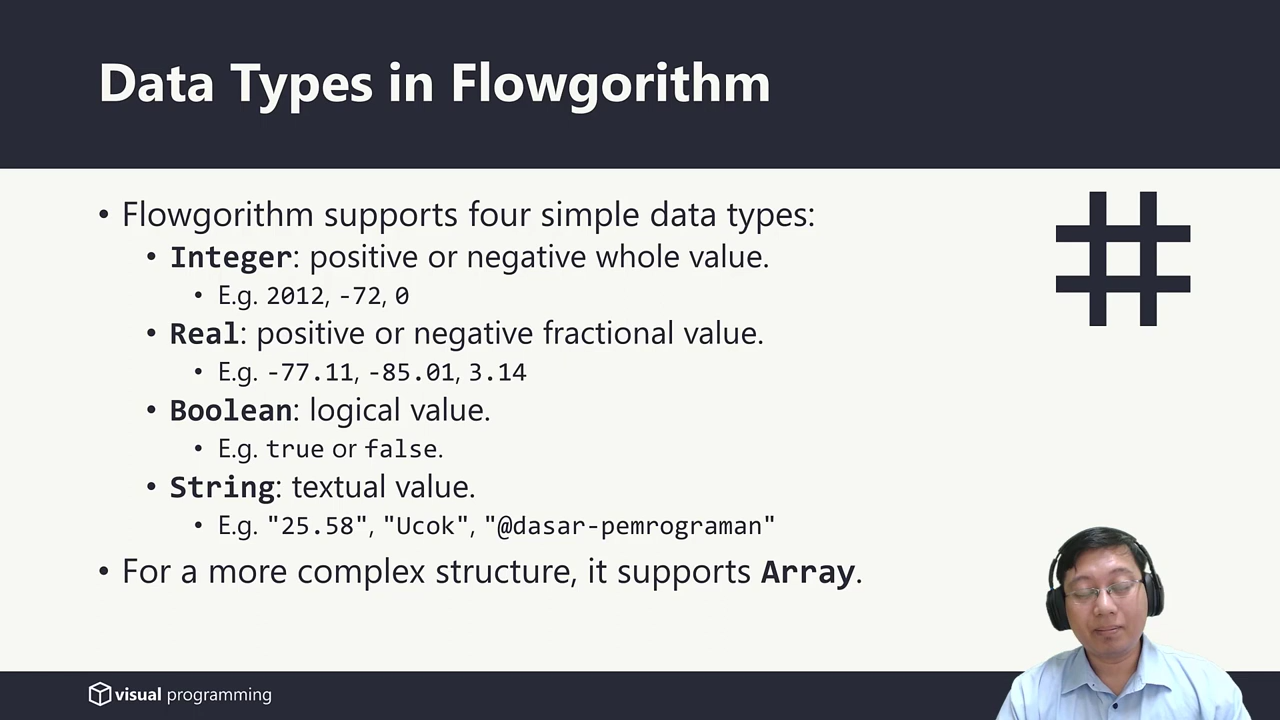 Data Types in Flowgorithm
• Flowgorithm supports four simple data types:
• Integer: positive or negative whole value.
• E.g. 2012, -72, 0
• Real: positive or negative fractional value.
• E.g. -77.11, -85.01, 3.14
• Boolean: logical value.
• E.g. true or false.
• String: textual value.
• E.g. "25.58", "Ucok", "@dasar-pemrograman"
• For a more complex structure, it supports Array.
visual programming